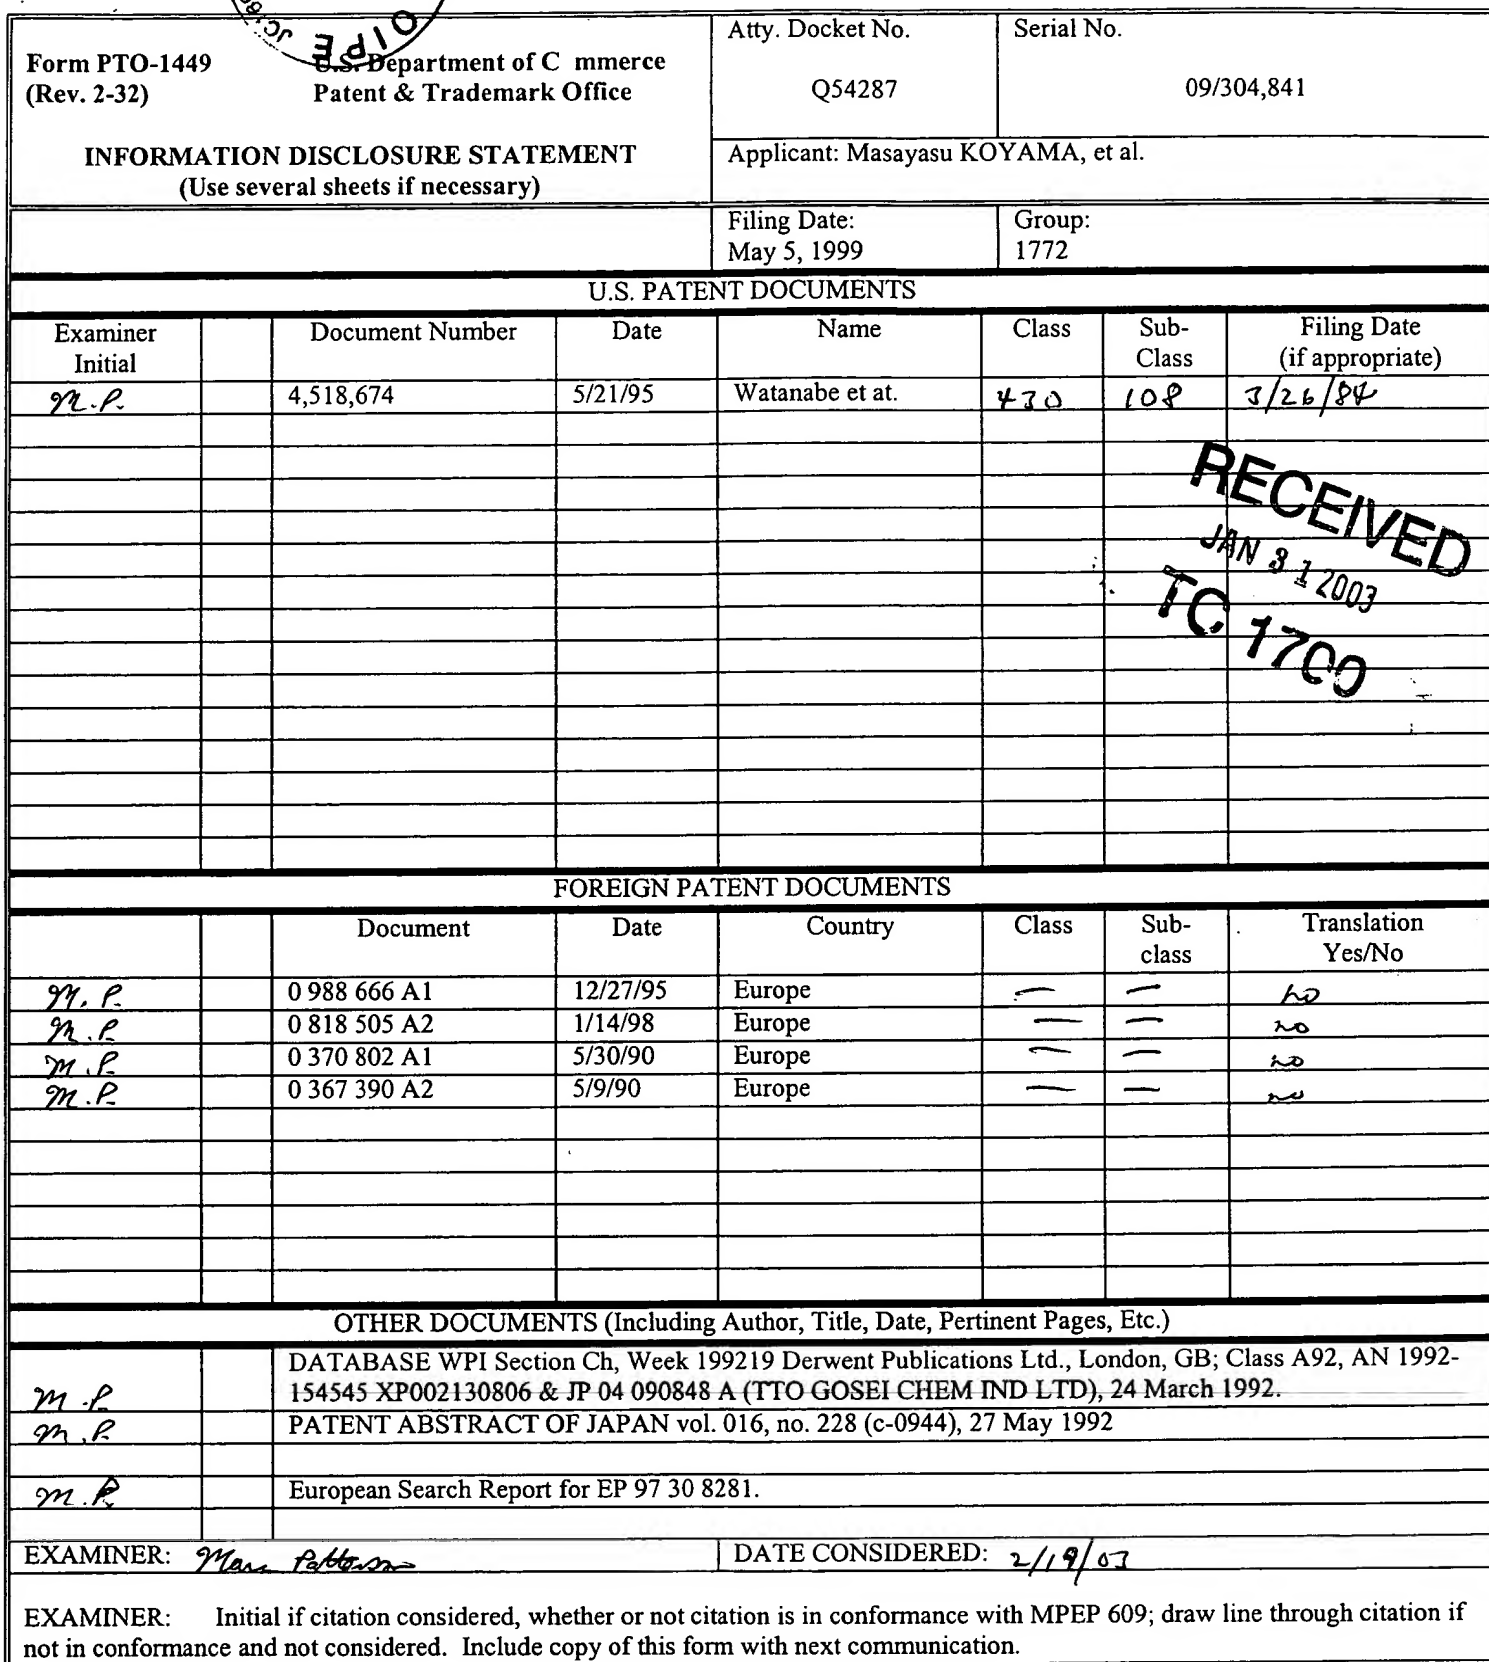 OIPE JC18
Form PTO-1449 U.S. Department of C mmerce
(Rev. 2-32) Patent & Trademark Office
INFORMATION DISCLOSURE STATEMENT
(Use several sheets if necessary)
Atty. Docket No.
Q54287
Serial No.
09/304,841
Applicant: Masayasu KOYAMA, et al.
Filing Date:
May 5, 1999
Group:
1772
U.S. PATENT DOCUMENTS
Examiner Initial Document Number Date Name Class Sub-Class Filing Date (if appropriate)
M.P. 4,518,674 5/21/95 Watanabe et at. 430 108 3/26/84
RECEIVED
JAN 31 2003
TC 1700
FOREIGN PATENT DOCUMENTS
Document Date Country Class Sub-class Translation Yes/No
M.P. 0 988 666 A1 12/27/95 Europe — — no
M.P. 0 818 505 A2 1/14/98 Europe — — no
M.P. 0 370 802 A1 5/30/90 Europe — — no
M.P. 0 367 390 A2 5/9/90 Europe — — no
OTHER DOCUMENTS (Including Author, Title, Date, Pertinent Pages, Etc.)
DATABASE WPI Section Ch, Week 199219 Derwent Publications Ltd., London, GB; Class A92, AN 1992-
M.P. 154545 XP002130806 & JP 04 090848 A (TTO GOSEI CHEM IND LTD), 24 March 1992.
M.P. PATENT ABSTRACT OF JAPAN vol. 016, no. 228 (c-0944), 27 May 1992
M.P. European Search Report for EP 97 30 8281.
EXAMINER: Marc Patterson DATE CONSIDERED: 2/19/03
EXAMINER: Initial if citation considered, whether or not citation is in conformance with MPEP 609; draw line through citation if
not in conformance and not considered. Include copy of this form with next communication.